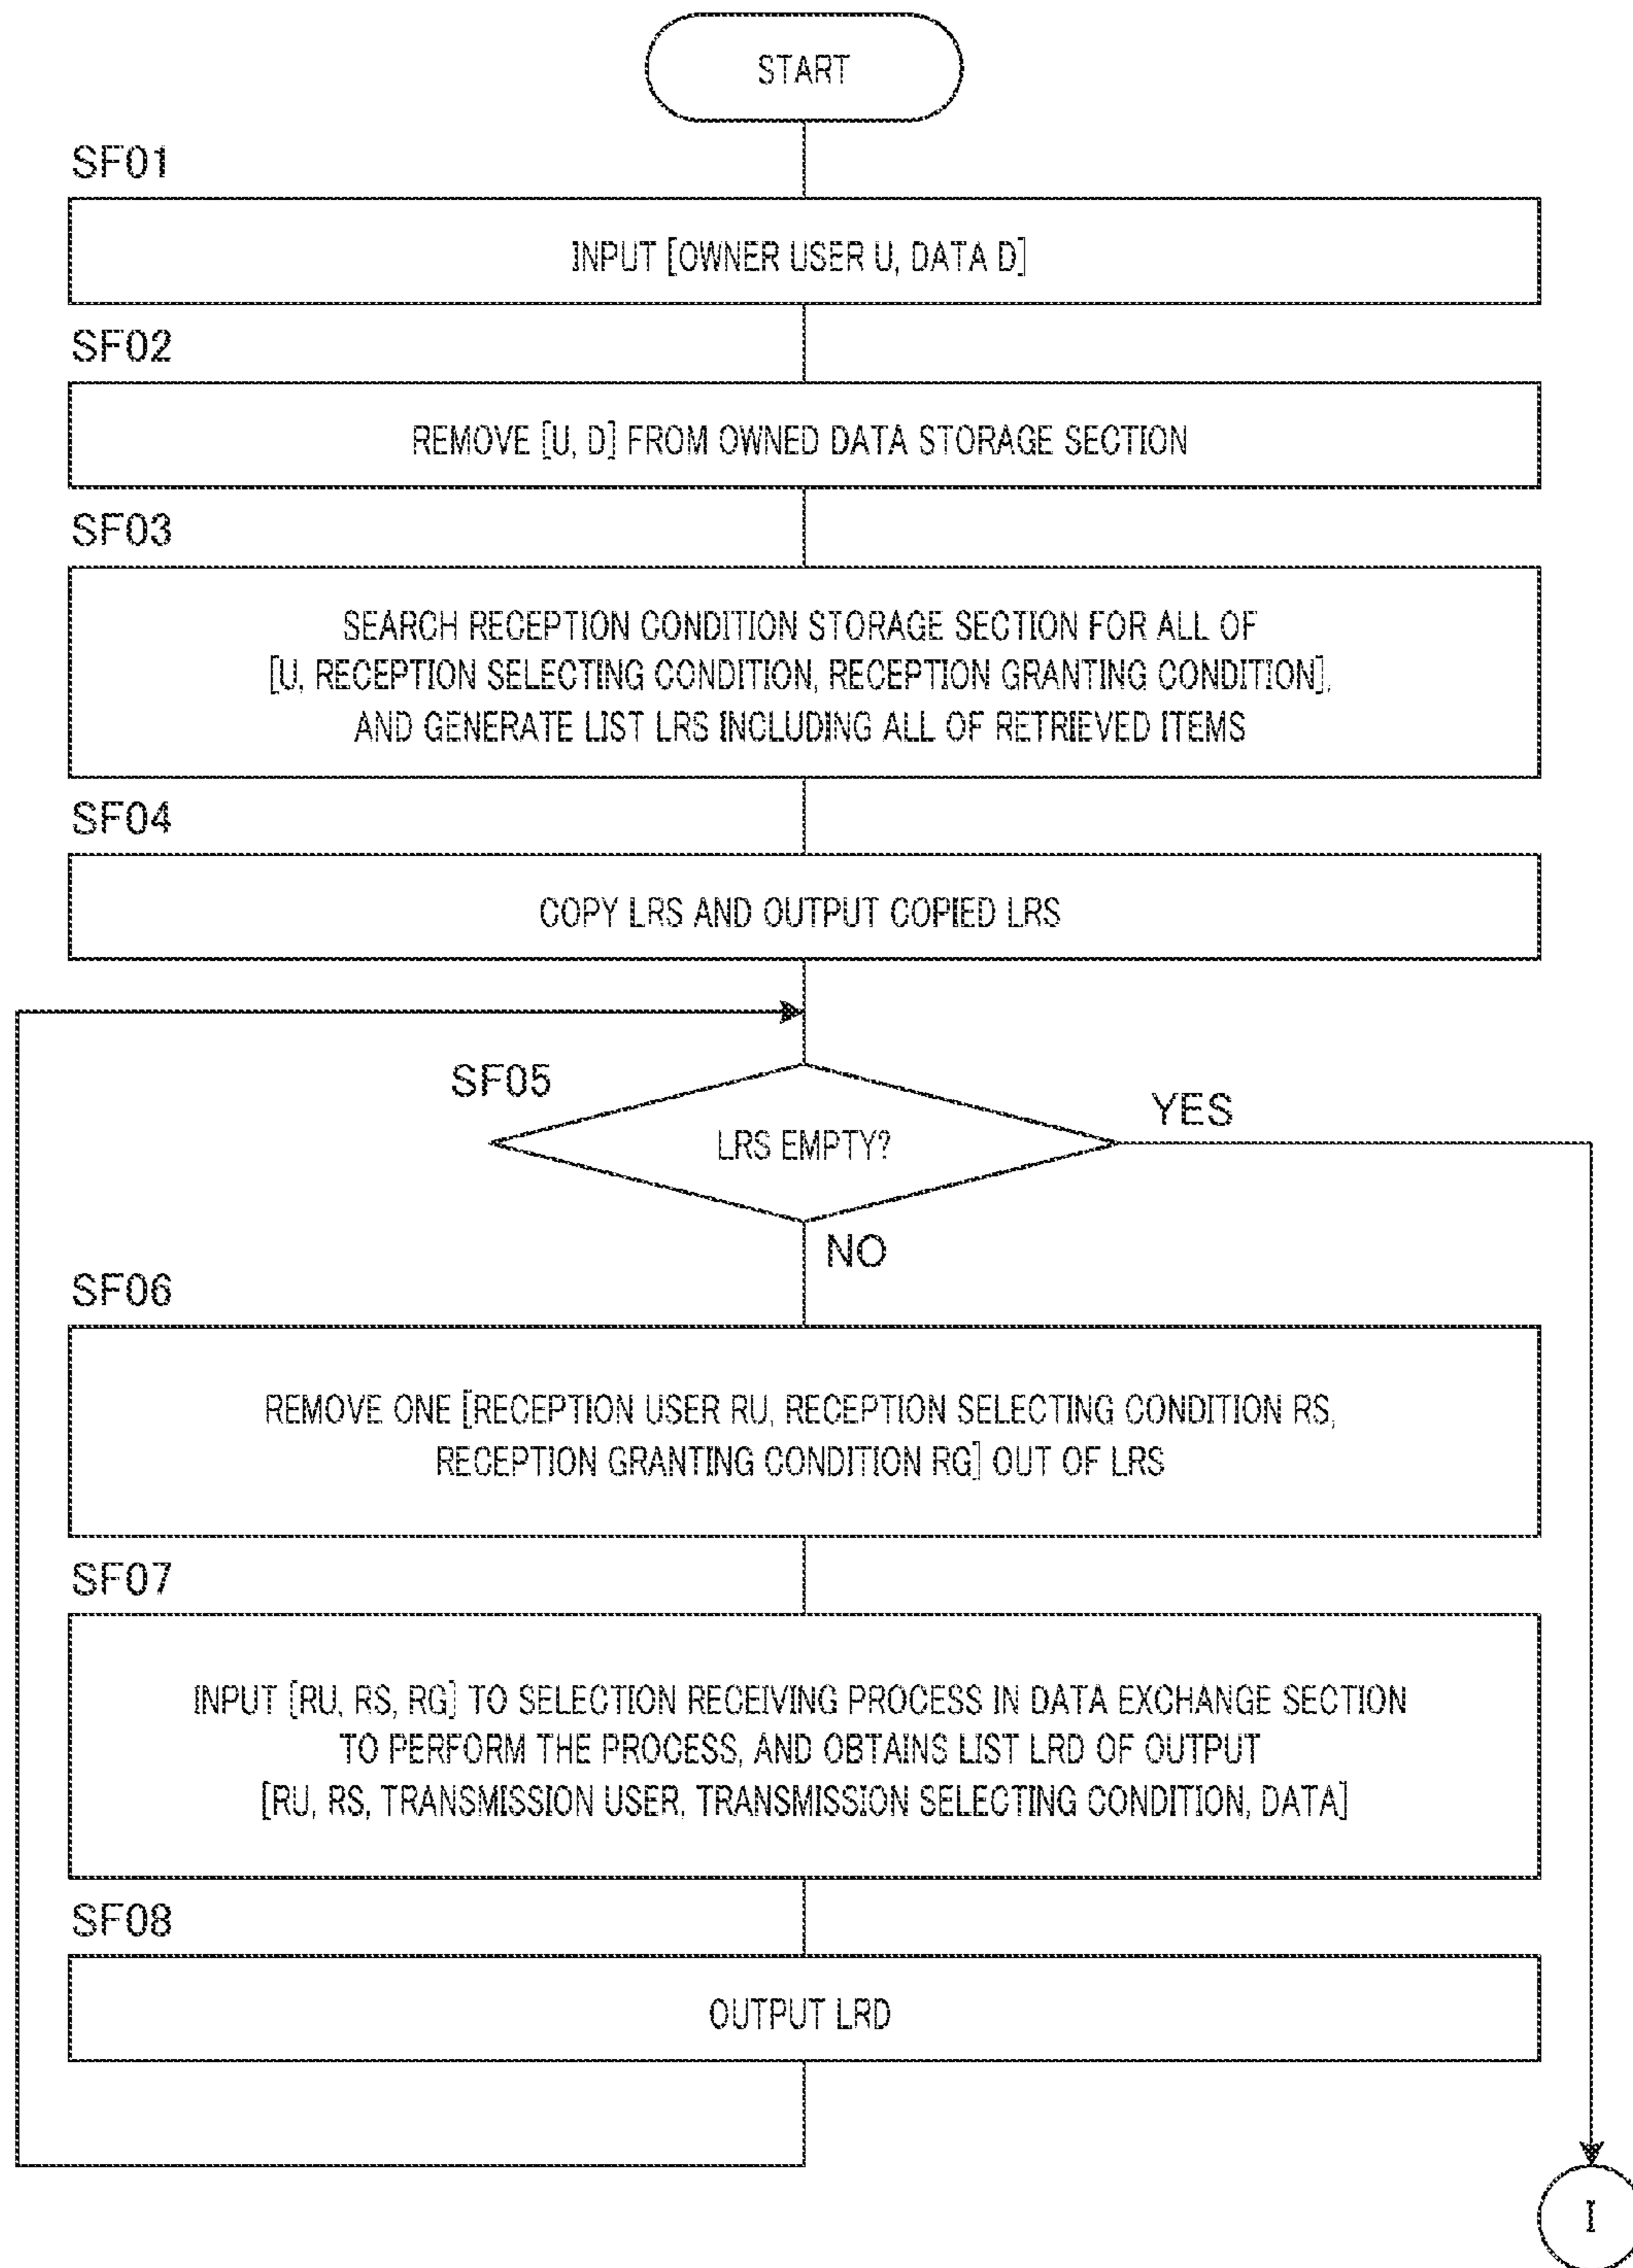 START
SF01
INPUT [OWNER USER U, DATA D]
SF02
REMOVE [U, D] FROM OWNED DATA STORAGE SECTION
SF03
SEARCH RECEPTION CONDITION STORAGE SECTION FOR ALL OF
[U, RECEPTION SELECTING CONDITION, RECEPTION GRANTING CONDITION],
AND GENERATE LIST LRS INCLUDING ALL OF RETRIEVED ITEMS
SF04
COPY LRS AND OUTPUT COPIED LRS
SF05
LRS EMPTY?
YES
NO
SF06
REMOVE ONE [RECEPTION USER RU, RECEPTION SELECTING CONDITION RS,
RECEPTION GRANTING CONDITION RG] OUT OF LRS
SF07
INPUT [RU, RS, RG] TO SELECTION RECEIVING PROCESS IN DATA EXCHANGE SECTION
TO PERFORM THE PROCESS, AND OBTAINS LIST LRD OF OUTPUT
[RU, RS, TRANSMISSION USER, TRANSMISSION SELECTING CONDITION, DATA]
SF08
OUTPUT LRD
I